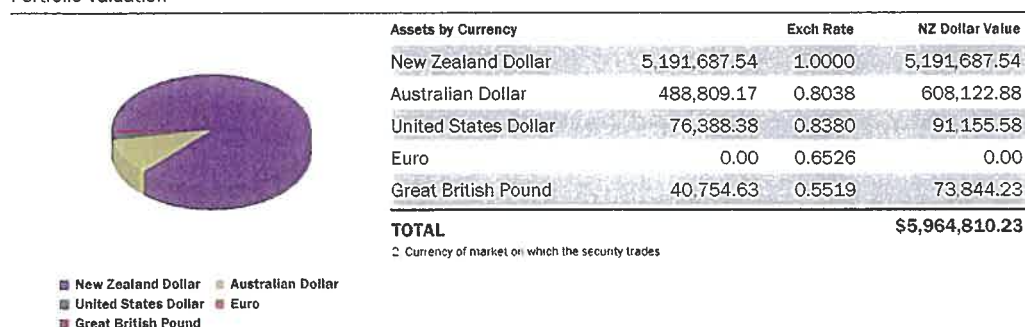 Portfolio Valuation
Assets by Currency Exch Rate NZ Dollar Value
New Zealand Dollar 5,191,687.54 1.0000 5,191,687.54
Australian Dollar 488,809.17 0.8038 608,122.88
United States Dollar 76,388.38 0.8380 91,155.58
Euro 0.00 0.6526 0.00
Great British Pound 40,754.63 0.5519 73,844.23
TOTAL $5,964,810.23
2 Currency of market on which the security trades
New Zealand Dollar Australian Dollar
United States Dollar Euro
Great British Pound